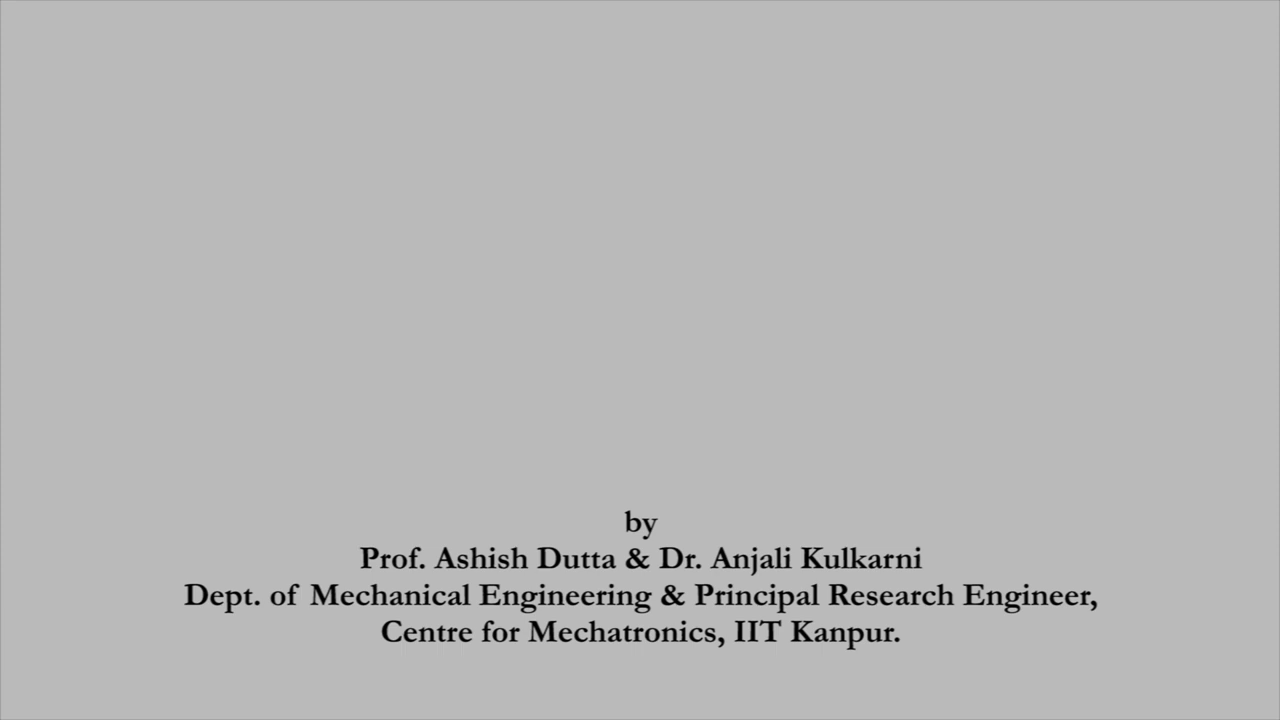 by
Prof. Ashish Dutta & Dr. Anjali Kulkarni
Dept. of Mechanical Engineering & Principal Research Engineer,
Centre for Mechatronics, IIT Kanpur.